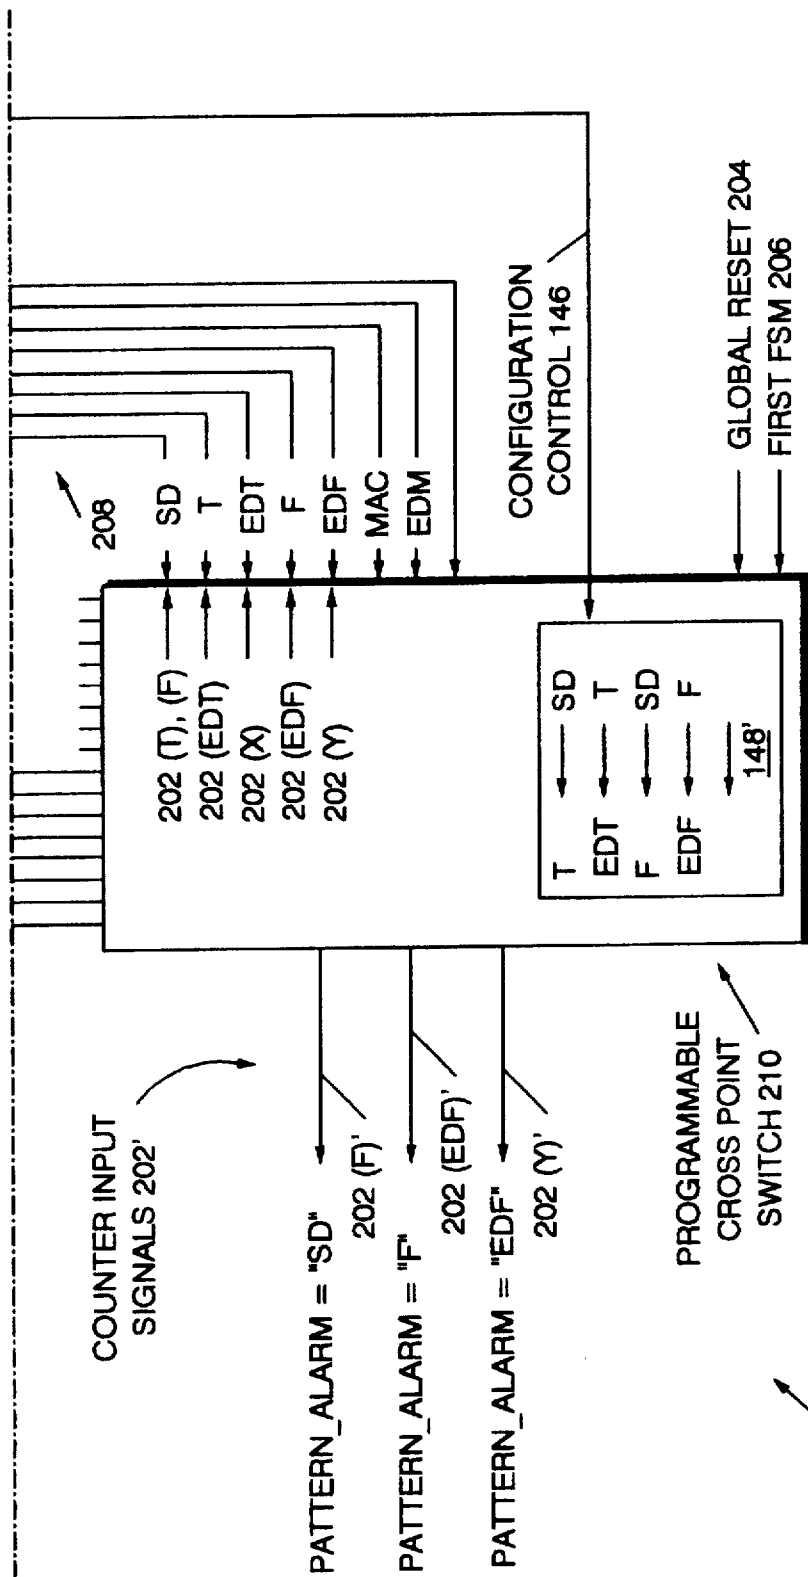 COUNTER INPUT
SIGNALS 202'
PATTERN_ALARM = "SD"
202 (F)'
PATTERN_ALARM = "F"
202 (EDF)'
PATTERN_ALARM = "EDF"
202 (Y)'
PROGRAMMABLE
CROSS POINT
SWITCH 210
202 (T), (F)
202 (EDT)
202 (X)
202 (EDF)
202 (Y)
T SD
EDT T
F SD
EDF F
148'
208
SD
T
EDT
F
EDF
MAC
EDM
CONFIGURATION
CONTROL 146
GLOBAL RESET 204
FIRST FSM 206